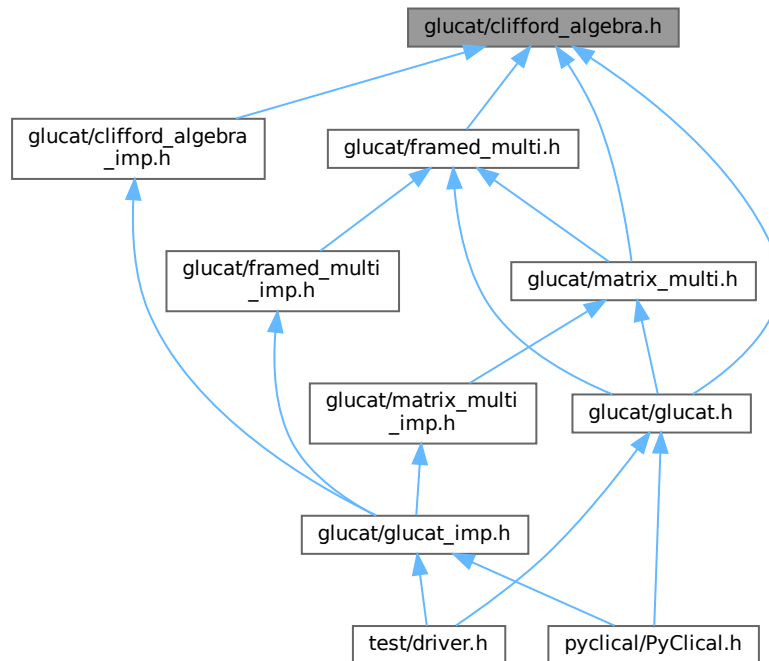 glucat/clifford_algebra.h
glucat/clifford_algebra
_imp.h
glucat/framed_multi.h
glucat/framed_multi
_imp.h
glucat/matrix_multi.h
glucat/matrix_multi
_imp.h
glucat/glucat.h
glucat/glucat_imp.h
test/driver.h
pyclical/PyClical.h